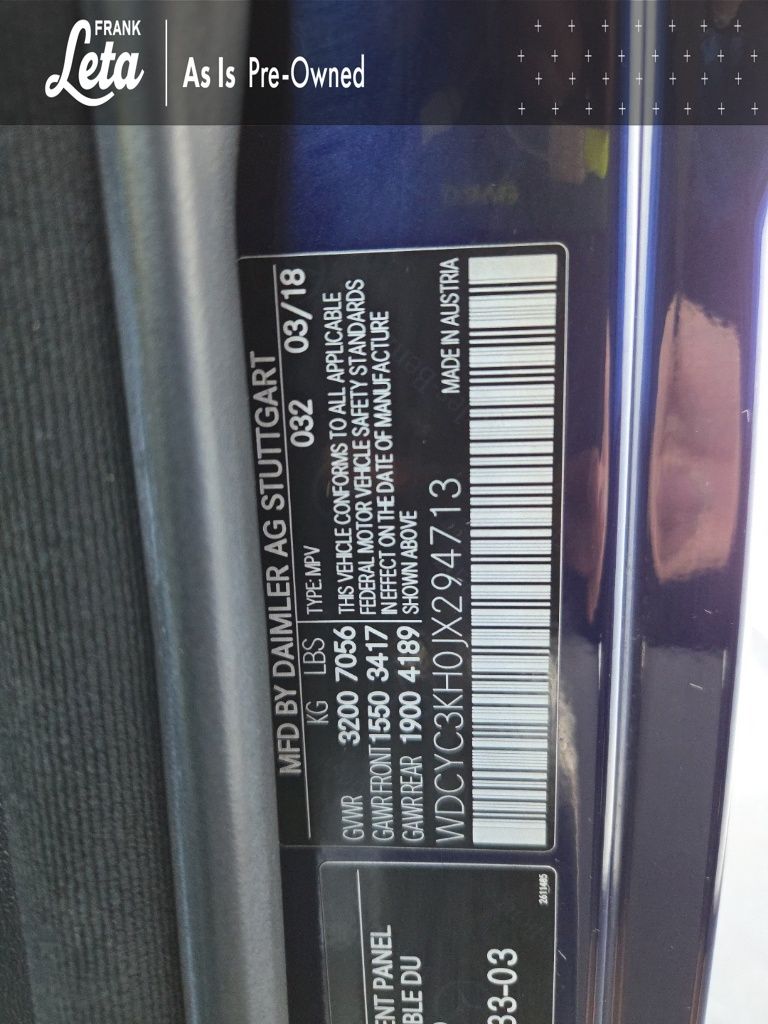 FRANK
Leta
As Is Pre-Owned
MFD BY DAIMLER AG STUTTGART
KG LBS 032 03/18
GVWR 3200 7056 TYPE: MPV
GAWR FRONT 1550 3417
GAWR REAR 1900 4189
THIS VEHICLE CONFORMS TO ALL APPLICABLE
FEDERAL MOTOR VEHICLE SAFETY STANDARDS
IN EFFECT ON THE DATE OF MANUFACTURE
SHOWN ABOVE
WDCYC3KH0JX294713 MADE IN AUSTRIA
ENT PANEL
BLE DU
33-03
2611485